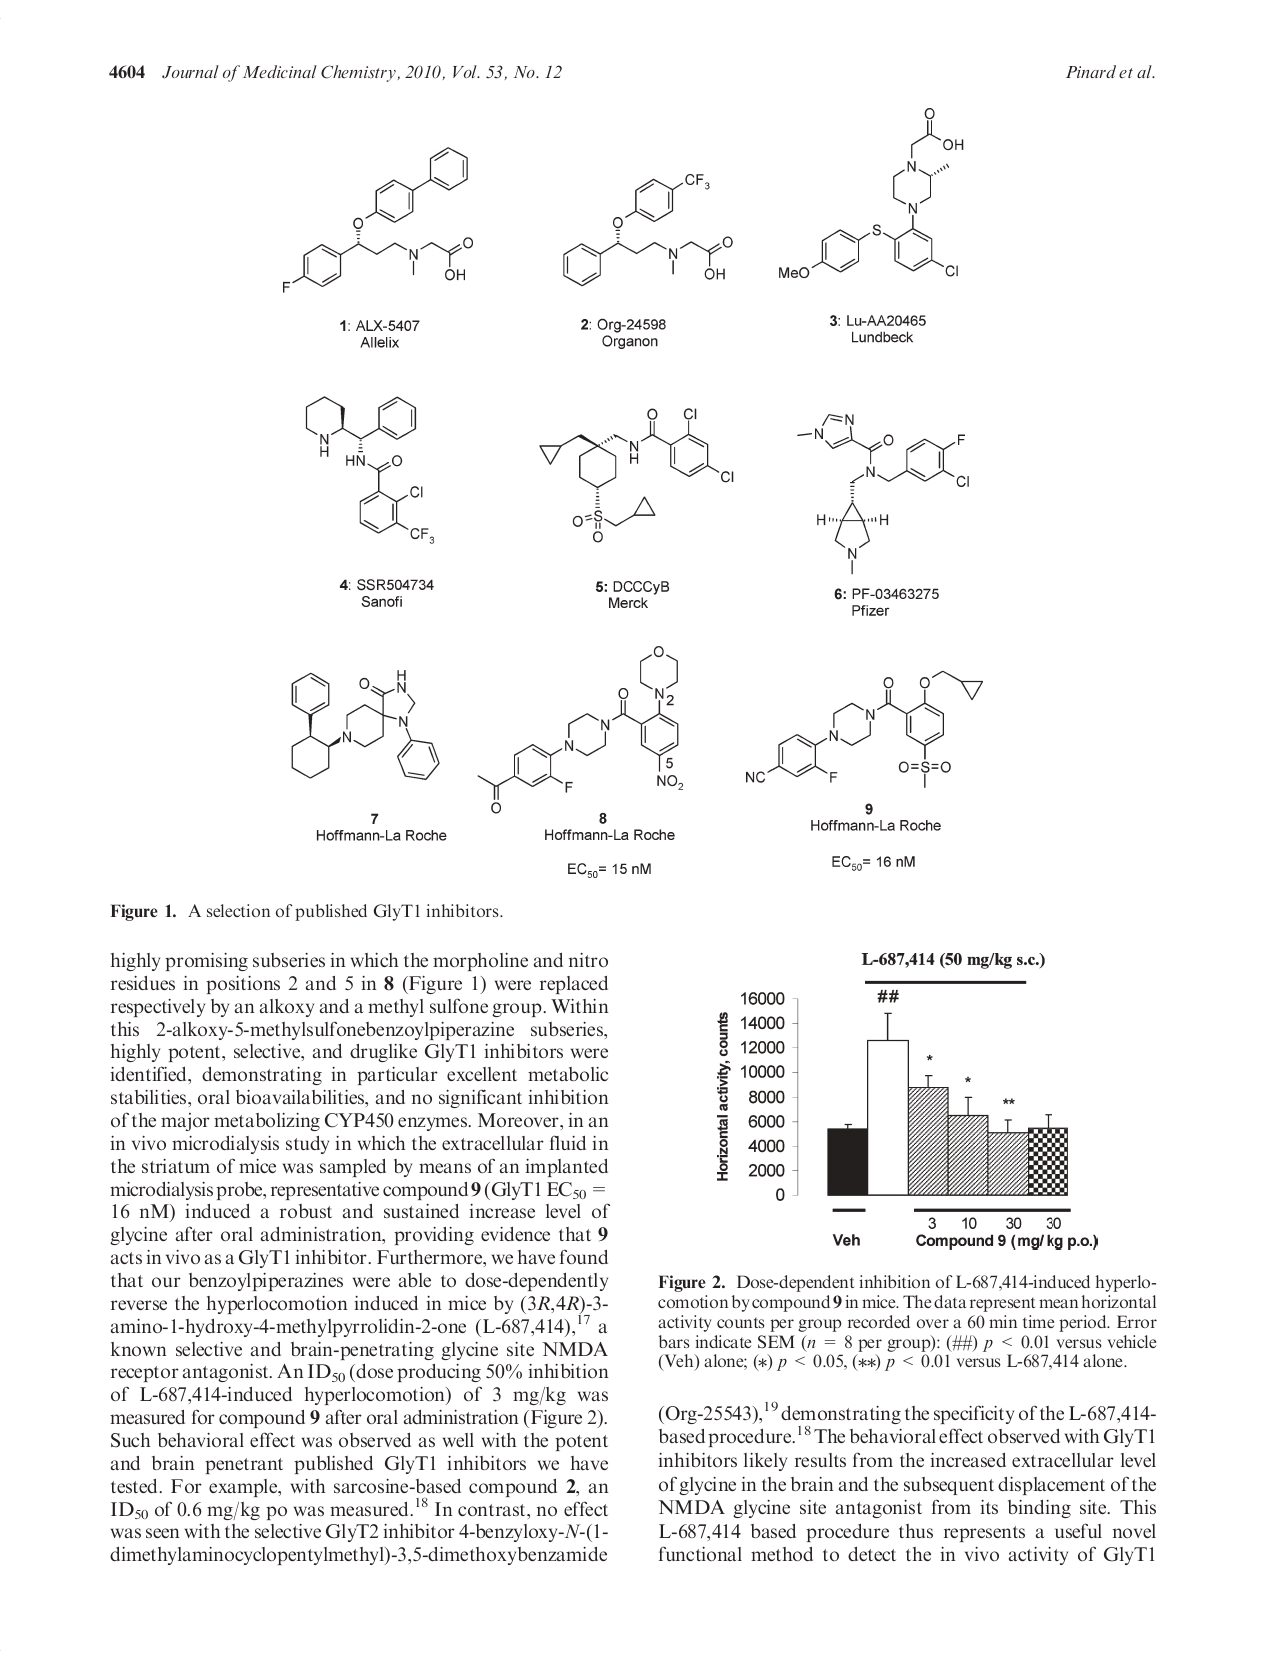 4604 Journal of Medicinal Chemistry, 2010, Vol. 53, No. 12
Pinard et al.
F
O
N
O
OH
1: ALX-5407
Allelix
CF3
O
N
O
OH
2: Org-24598
Organon
O
OH
N
N
S
MeO
Cl
3: Lu-AA20465
Lundbeck
N
H
HN
O
Cl
CF3
4: SSR504734
Sanofi
O
Cl
N
H
Cl
O=S
O
5: DCCCyB
Merck
N
N
O
N
F
Cl
H
H
N
6: PF-03463275
Pfizer
H
O
N
N
N
7
Hoffmann-La Roche
O
N
2
O
N
N
F
5
NO2
O
8
Hoffmann-La Roche
EC50= 15 nM
O
O
N
N
NC
F
O=S=O
9
Hoffmann-La Roche
EC50= 16 nM
Figure 1. A selection of published GlyT1 inhibitors.
highly promising subseries in which the morpholine and nitro
residues in positions 2 and 5 in 8 (Figure 1) were replaced
respectively by an alkoxy and a methyl sulfone group. Within
this 2-alkoxy-5-methylsulfonebenzoylpiperazine subseries,
highly potent, selective, and druglike GlyT1 inhibitors were
identified, demonstrating in particular excellent metabolic
stabilities, oral bioavailabilities, and no significant inhibition
of the major metabolizing CYP450 enzymes. Moreover, in an
in vivo microdialysis study in which the extracellular fluid in
the striatum of mice was sampled by means of an implanted
microdialysis probe, representative compound 9 (GlyT1 EC50 =
16 nM) induced a robust and sustained increase level of
glycine after oral administration, providing evidence that 9
acts in vivo as a GlyT1 inhibitor. Furthermore, we have found
that our benzoylpiperazines were able to dose-dependently
reverse the hyperlocomotion induced in mice by (3R,4R)-3-
amino-1-hydroxy-4-methylpyrrolidin-2-one (L-687,414),17 a
known selective and brain-penetrating glycine site NMDA
receptor antagonist. An ID50 (dose producing 50% inhibition
of L-687,414-induced hyperlocomotion) of 3 mg/kg was
measured for compound 9 after oral administration (Figure 2).
Such behavioral effect was observed as well with the potent
and brain penetrant published GlyT1 inhibitors we have
tested. For example, with sarcosine-based compound 2, an
ID50 of 0.6 mg/kg po was measured.18 In contrast, no effect
was seen with the selective GlyT2 inhibitor 4-benzyloxy-N-(1-
dimethylaminocyclopentylmethyl)-3,5-dimethoxybenzamide
L-687,414 (50 mg/kg s.c.)
##
*
*
**
Horizontal activity, counts
16000
14000
12000
10000
8000
6000
4000
2000
0
3 10 30 30
Veh Compound 9 (mg/kg p.o.)
Figure 2. Dose-dependent inhibition of L-687,414-induced hyperlo-
comotion by compound 9 in mice. The data represent mean horizontal
activity counts per group recorded over a 60 min time period. Error
bars indicate SEM (n = 8 per group): (##) p < 0.01 versus vehicle
(Veh) alone; (*) p < 0.05, (**) p < 0.01 versus L-687,414 alone.
(Org-25543),19 demonstrating the specificity of the L-687,414-
based procedure.18 The behavioral effect observed with GlyT1
inhibitors likely results from the increased extracellular level
of glycine in the brain and the subsequent displacement of the
NMDA glycine site antagonist from its binding site. This
L-687,414 based procedure thus represents a useful novel
functional method to detect the in vivo activity of GlyT1